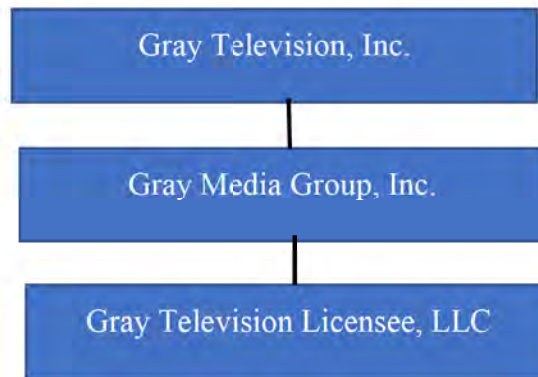 Gray Television, Inc.
Gray Media Group, Inc.
Gray Television Licensee, LLC